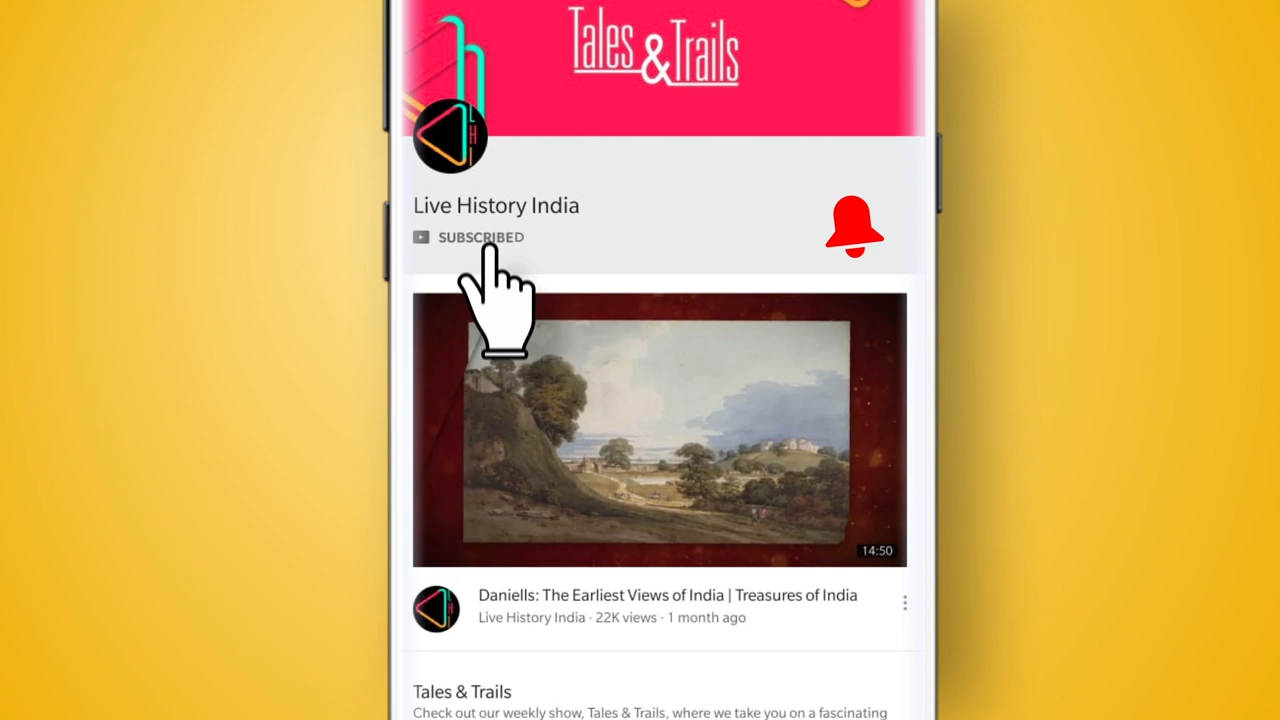 Tales & Trails
LHI
Live History India
SUBSCRIBED
14:50
Daniells: The Earliest Views of India | Treasures of India
LHI
Live History India · 22K views · 1 month ago
Tales & Trails
Check out our weekly show, Tales & Trails, where we take you on a fascinating